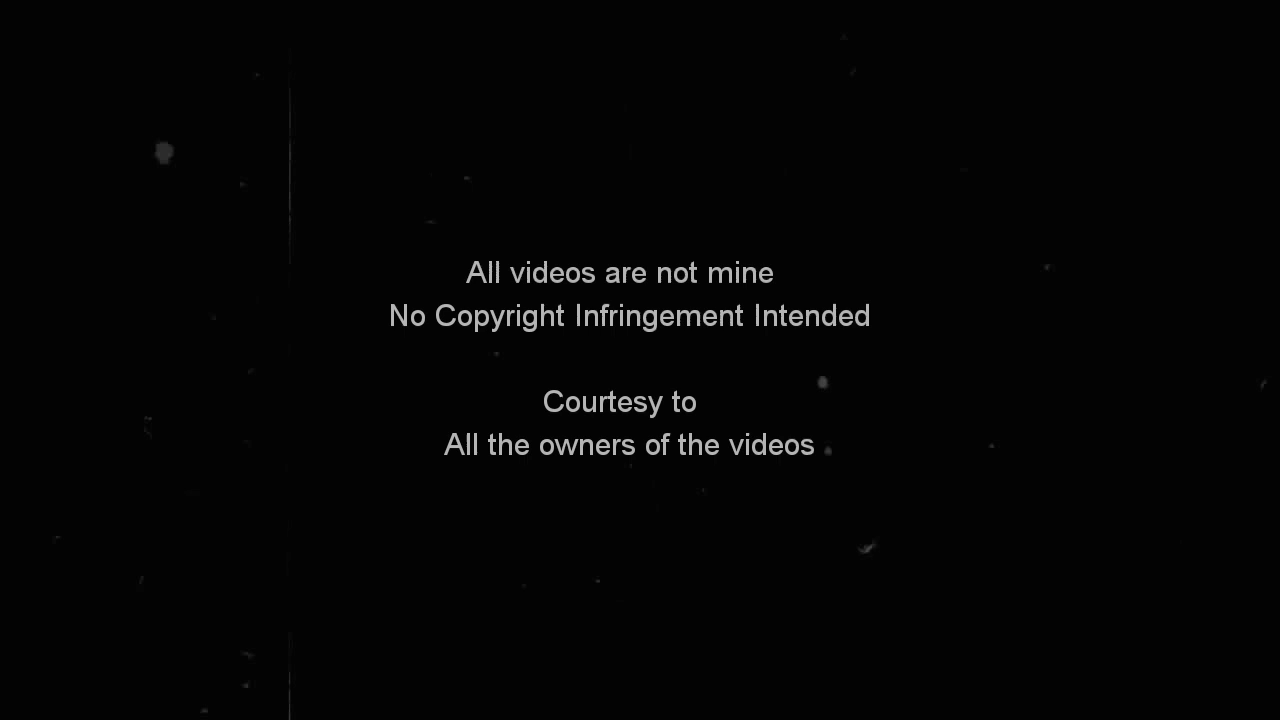 All videos are not mine
No Copyright Infringement Intended
Courtesy to
All the owners of the videos